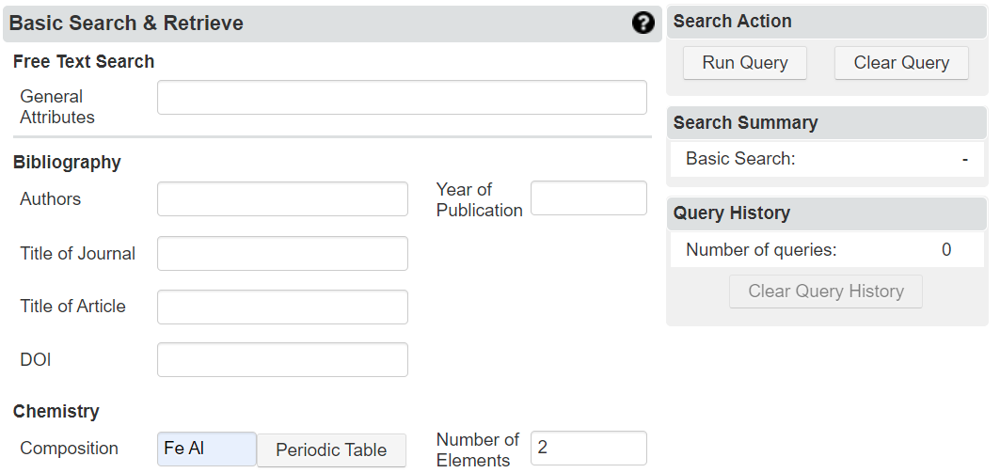 Basic Search & Retrieve ?
Free Text Search
General
Attributes
Bibliography
Authors
Year of
Publication
Title of Journal
Title of Article
DOI
Chemistry
Composition
Fe Al
Periodic Table
Number of
Elements
2
Search Action
Run Query
Clear Query
Search Summary
Basic Search: -
Query History
Number of queries: 0
Clear Query History